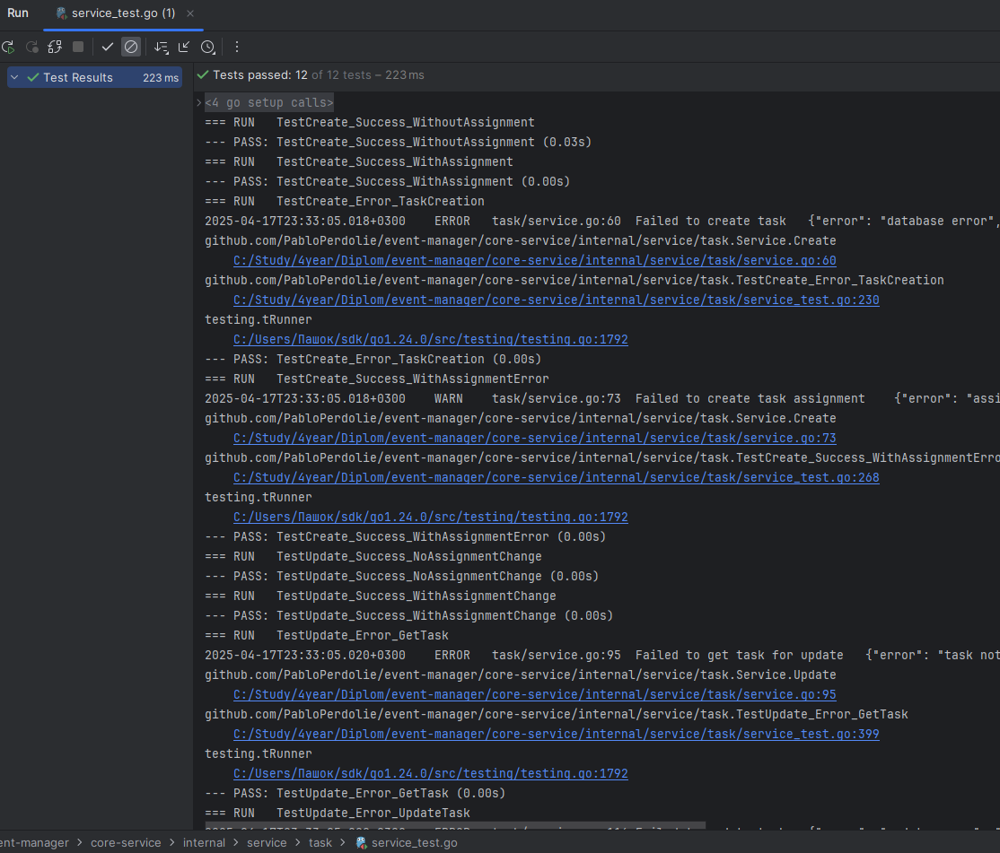 Run service_test.go (1)
Test Results 223 ms
Tests passed: 12 of 12 tests – 223 ms
<4 go setup calls>
=== RUN   TestCreate_Success_WithoutAssignment
--- PASS: TestCreate_Success_WithoutAssignment (0.03s)
=== RUN   TestCreate_Success_WithAssignment
--- PASS: TestCreate_Success_WithAssignment (0.00s)
=== RUN   TestCreate_Error_TaskCreation
2025-04-17T23:33:05.018+0300    ERROR   task/service.go:60  Failed to create task   {"error": "database error",
github.com/PabloPerdolie/event-manager/core-service/internal/service/task.Service.Create
C:/Study/4year/Diplom/event-manager/core-service/internal/service/task/service.go:60
github.com/PabloPerdolie/event-manager/core-service/internal/service/task.TestCreate_Error_TaskCreation
C:/Study/4year/Diplom/event-manager/core-service/internal/service/task/service_test.go:230
testing.tRunner
C:/Users/Пашок/sdk/go1.24.0/src/testing/testing.go:1792
--- PASS: TestCreate_Error_TaskCreation (0.00s)
=== RUN   TestCreate_Success_WithAssignmentError
2025-04-17T23:33:05.018+0300    WARN    task/service.go:73  Failed to create task assignment    {"error": "assi
github.com/PabloPerdolie/event-manager/core-service/internal/service/task.Service.Create
C:/Study/4year/Diplom/event-manager/core-service/internal/service/task/service.go:73
github.com/PabloPerdolie/event-manager/core-service/internal/service/task.TestCreate_Success_WithAssignmentErro
C:/Study/4year/Diplom/event-manager/core-service/internal/service/task/service_test.go:268
testing.tRunner
C:/Users/Пашок/sdk/go1.24.0/src/testing/testing.go:1792
--- PASS: TestCreate_Success_WithAssignmentError (0.00s)
=== RUN   TestUpdate_Success_NoAssignmentChange
--- PASS: TestUpdate_Success_NoAssignmentChange (0.00s)
=== RUN   TestUpdate_Success_WithAssignmentChange
--- PASS: TestUpdate_Success_WithAssignmentChange (0.00s)
=== RUN   TestUpdate_Error_GetTask
2025-04-17T23:33:05.020+0300    ERROR   task/service.go:95  Failed to get task for update   {"error": "task not
github.com/PabloPerdolie/event-manager/core-service/internal/service/task.Service.Update
C:/Study/4year/Diplom/event-manager/core-service/internal/service/task/service.go:95
github.com/PabloPerdolie/event-manager/core-service/internal/service/task.TestUpdate_Error_GetTask
C:/Study/4year/Diplom/event-manager/core-service/internal/service/task/service_test.go:399
testing.tRunner
C:/Users/Пашок/sdk/go1.24.0/src/testing/testing.go:1792
--- PASS: TestUpdate_Error_GetTask (0.00s)
=== RUN   TestUpdate_Error_UpdateTask
ent-manager > core-service > internal > service > task > service_test.go